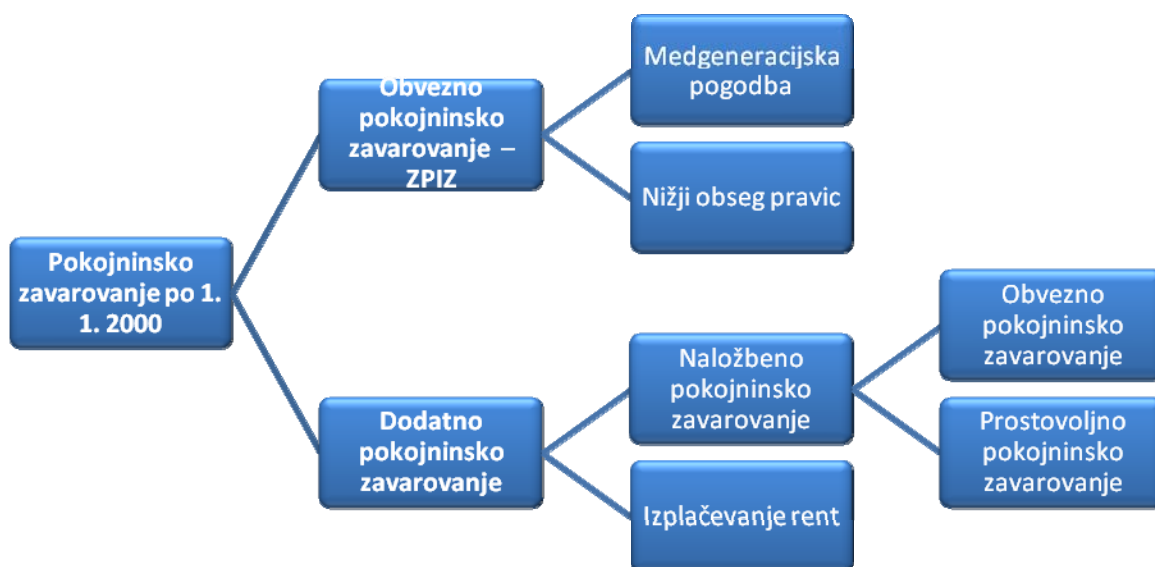 Pokojninsko
zavarovanje po 1.
1. 2000
Obvezno
pokojninsko
zavarovanje –
ZPIZ
Medgeneracijska
pogodba
Nižji obseg pravic
Dodatno
pokojninsko
zavarovanje
Naložbeno
pokojninsko
zavarovanje
Obvezno
pokojninsko
zavarovanje
Prostovoljno
pokojninsko
zavarovanje
Izplačevanje rent